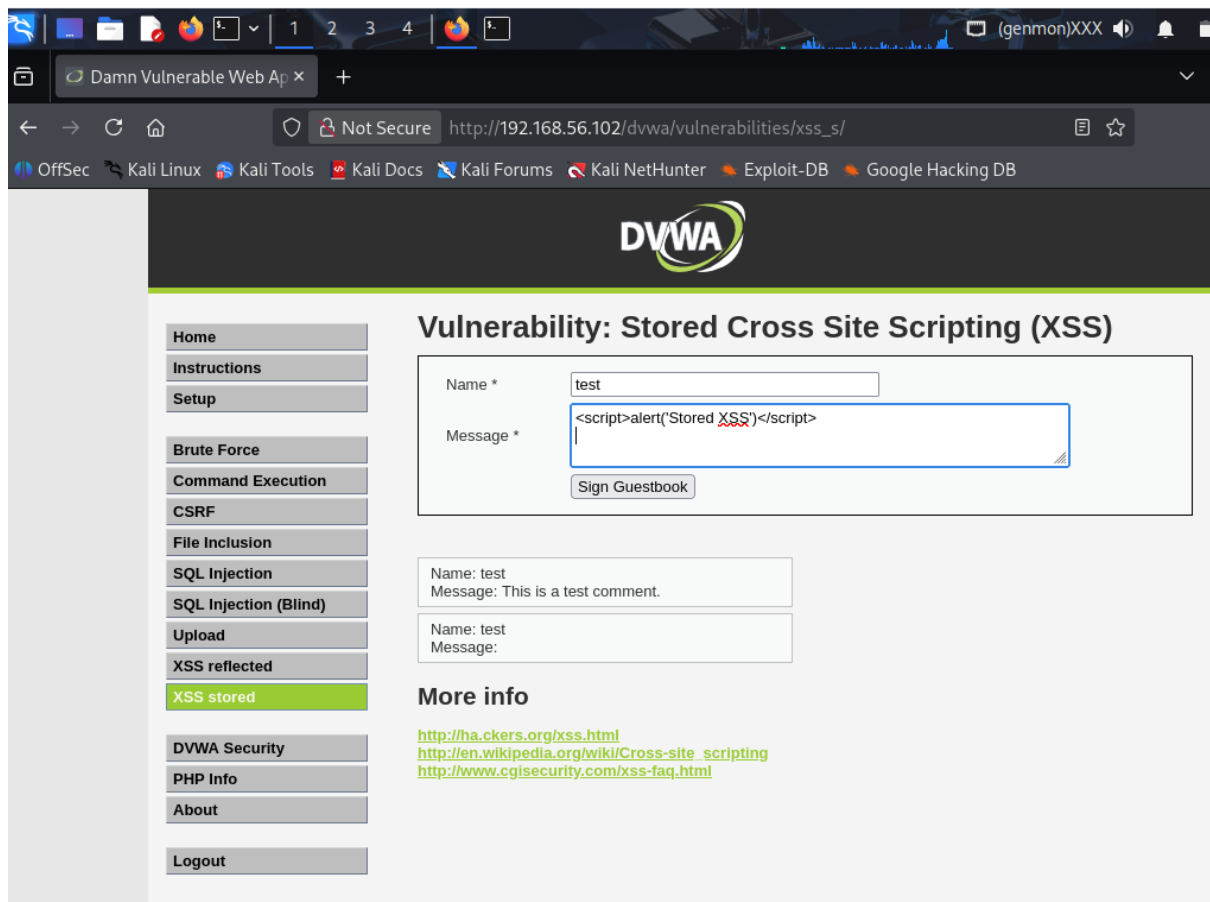 1 2 3 4 (genmon)XXX
Damn Vulnerable Web Ap
Not Secure http://192.168.56.102/dvwa/vulnerabilities/xss_s/
OffSec Kali Linux Kali Tools Kali Docs Kali Forums Kali NetHunter Exploit-DB Google Hacking DB
DVWA
Home
Instructions
Setup
Brute Force
Command Execution
CSRF
File Inclusion
SQL Injection
SQL Injection (Blind)
Upload
XSS reflected
XSS stored
DVWA Security
PHP Info
About
Logout
Vulnerability: Stored Cross Site Scripting (XSS)
Name * test
Message * <script>alert('Stored XSS')</script>
Sign Guestbook
Name: test
Message: This is a test comment.
Name: test
Message:
More info
http://ha.ckers.org/xss.html
http://en.wikipedia.org/wiki/Cross-site_scripting
http://www.cgisecurity.com/xss-faq.html